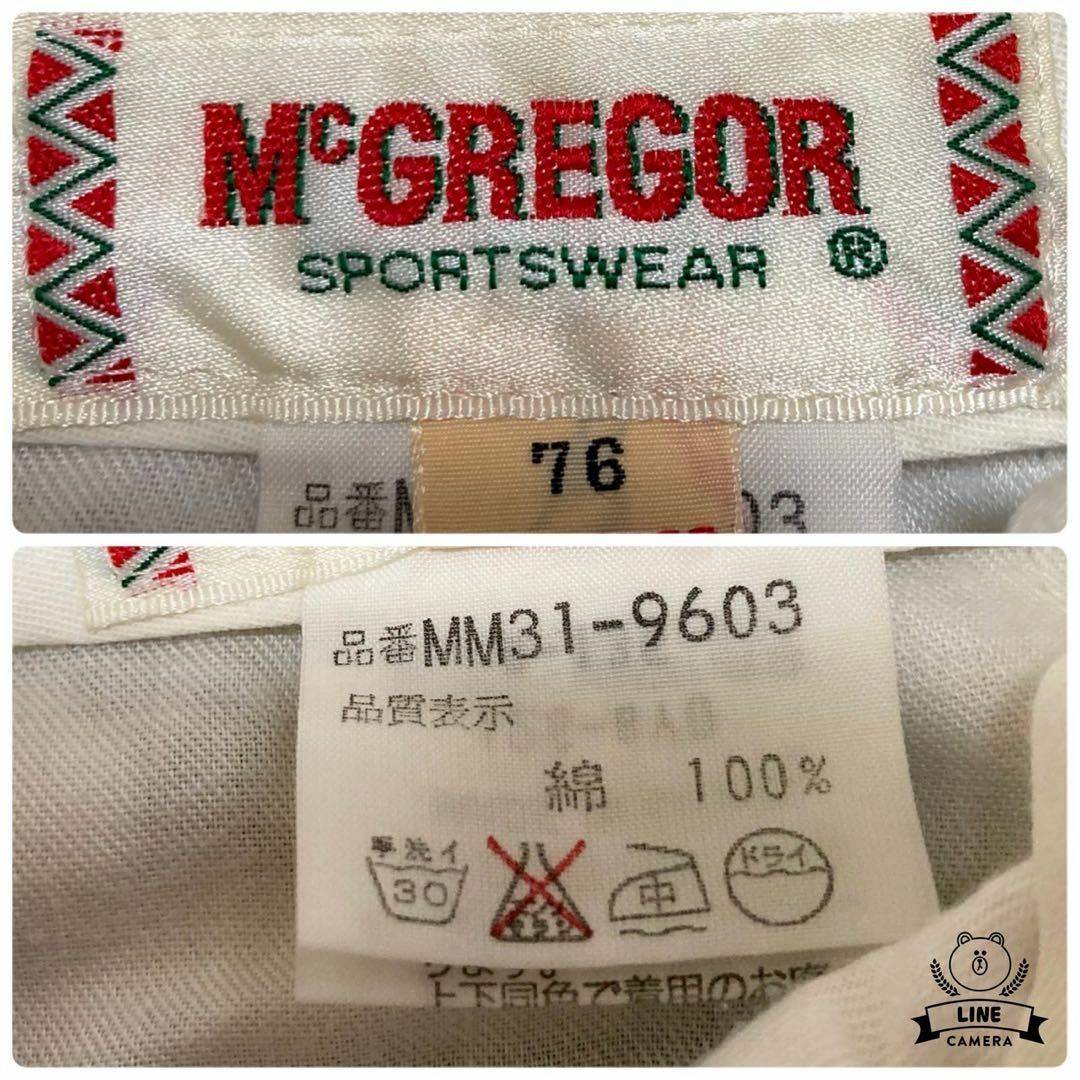 McGREGOR
SPORTSWEAR ®
76
品番M
03
品番MM31-9603
品質表示
綿 100%
手洗イ
30
中
ドライ
上下同色で着用のお
LINE
CAMERA